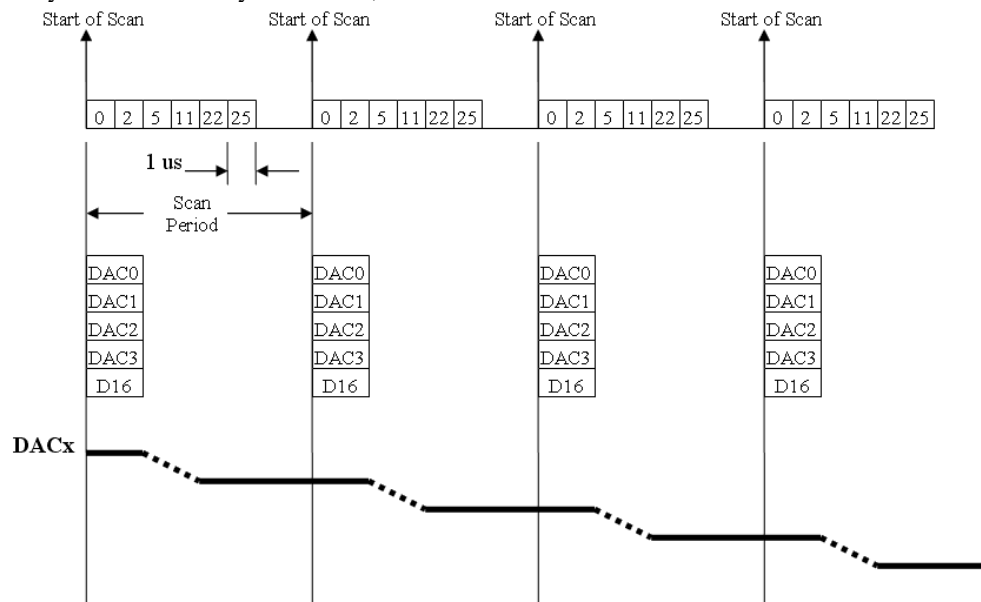 Start of Scan Start of Scan Start of Scan Start of Scan
0 2 5 11 22 25 0 2 5 11 22 25 0 2 5 11 22 25 0 2 5 11 22 25
1 us
Scan
Period
DAC0 DAC0 DAC0 DAC0
DAC1 DAC1 DAC1 DAC1
DAC2 DAC2 DAC2 DAC2
DAC3 DAC3 DAC3 DAC3
D16 D16 D16 D16
DACx